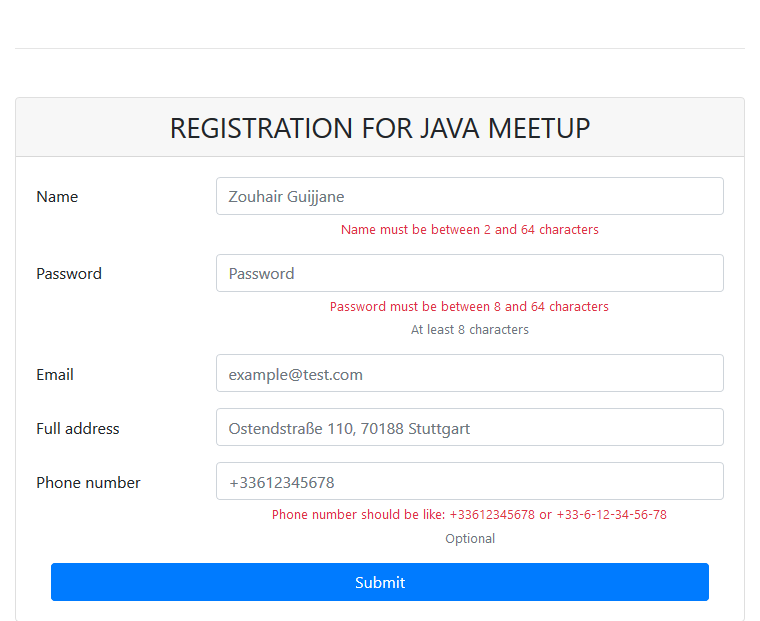 REGISTRATION FOR JAVA MEETUP
Name
Zouhair Guijjane
Name must be between 2 and 64 characters
Password
Password
Password must be between 8 and 64 characters
At least 8 characters
Email
example@test.com
Full address
Ostendstraße 110, 70188 Stuttgart
Phone number
+33612345678
Phone number should be like: +33612345678 or +33-6-12-34-56-78
Optional
Submit